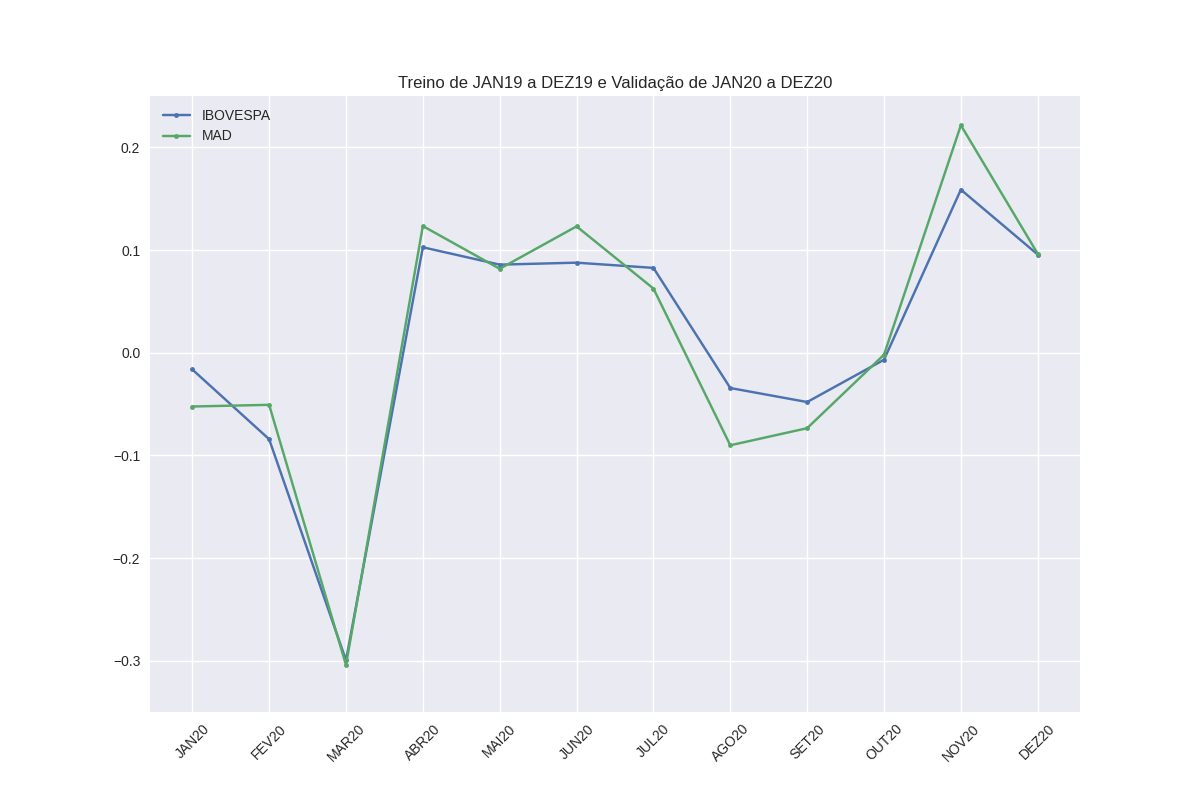 Treino de JAN19 a DEZ19 e Validação de JAN20 a DEZ20
IBOVESPA
MAD
0.2
0.1
0.0
−0.1
−0.2
−0.3
JAN20
FEV20
MAR20
ABR20
MAI20
JUN20
JUL20
AGO20
SET20
OUT20
NOV20
DEZ20